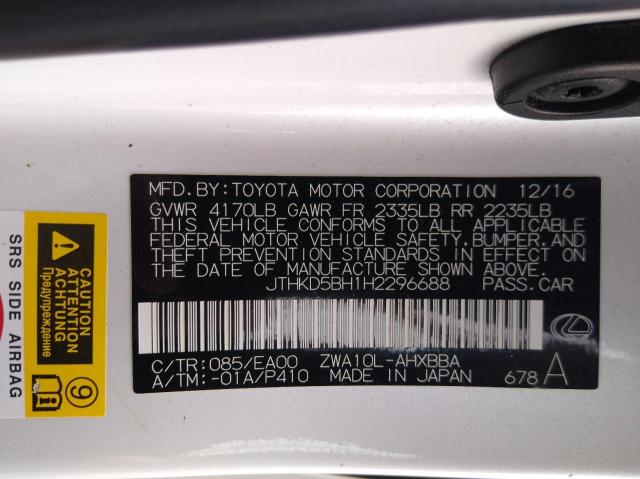 MFD.BY:TOYOTA MOTOR CORPORATION 12/16
GVWR 4170LB GAWR FR 2335LB RR 2235LB
THIS VEHICLE CONFORMS TO ALL APPLICABLE
FEDERAL MOTOR VEHICLE SAFETY,BUMPER,AND
THEFT PREVENTION STANDARDS IN EFFECT ON
THE DATE OF MANUFACTURE SHOWN ABOVE.
JTHKD5BH1H2296688 PASS.CAR
C/TR:085/EA00 ZWA10L-AHXBBA
A/TM:-01A/P410 MADE IN JAPAN 678A
SRS SIDE AIRBAG
CAUTION
ACHTUNG
Предупреждение
9